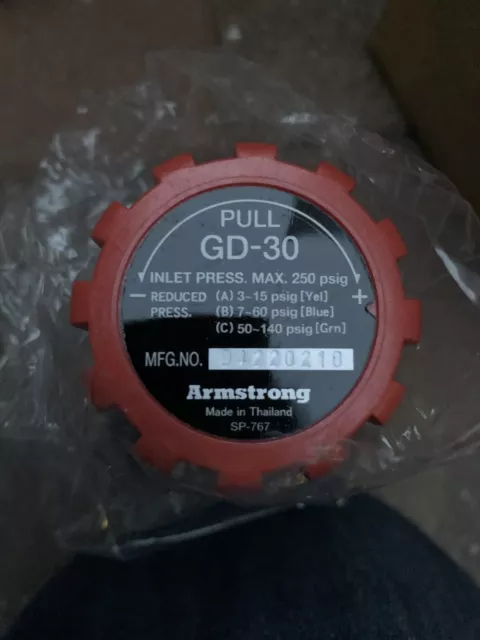 PULL
GD-30
INLET PRESS. MAX. 250 psig
− REDUCED (A) 3-15 psig [Yel] +
PRESS. (B) 7-60 psig [Blue]
(C) 50-140 psig [Grn]
MFG.NO. D1220210
Armstrong
Made in Thailand
SP-767